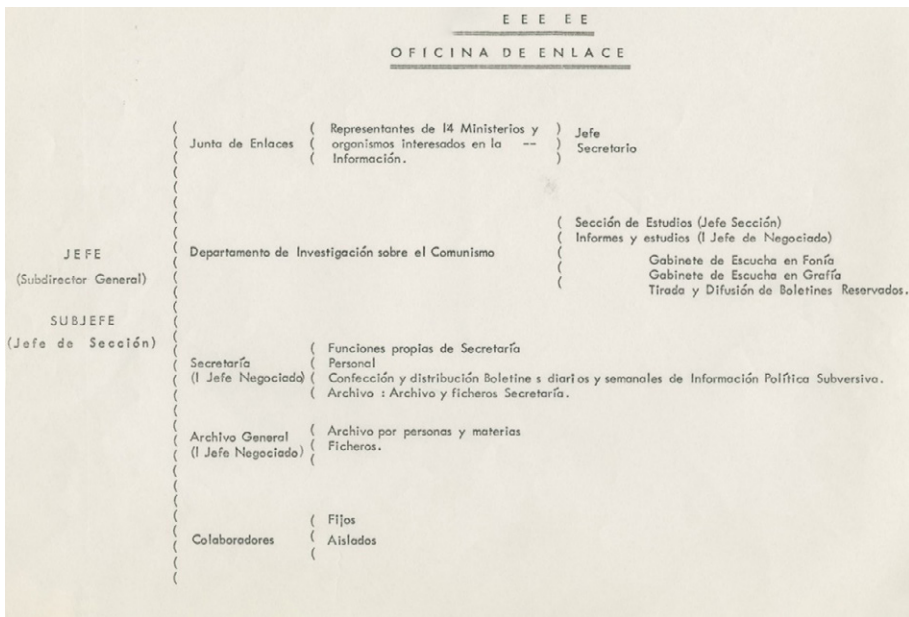 E E E E E
OFICINA DE ENLACE
JEFE
(Subdirector General)
SUBJEFE
(Jefe de Sección)
Junta de Enlaces
Representantes de 14 Ministerios y
organismos interesados en la --
Información.
Jefe
Secretario
Departamento de Investigación sobre el Comunismo
Sección de Estudios (Jefe Sección)
Informes y estudios (1 Jefe de Negociado)
Gabinete de Escucha en Fonía
Gabinete de Escucha en Grafía
Tirada y Difusión de Boletines Reservados.
Secretaría
(1 Jefe Negociado)
Funciones propias de Secretaría
Personal
Confección y distribución Boletine s diarios y semanales de Información Política Subversiva.
Archivo : Archivo y ficheros Secretaría.
Archivo General
(1 Jefe Negociado)
Archivo por personas y materias
Ficheros.
Colaboradores
Fijos
Aislados